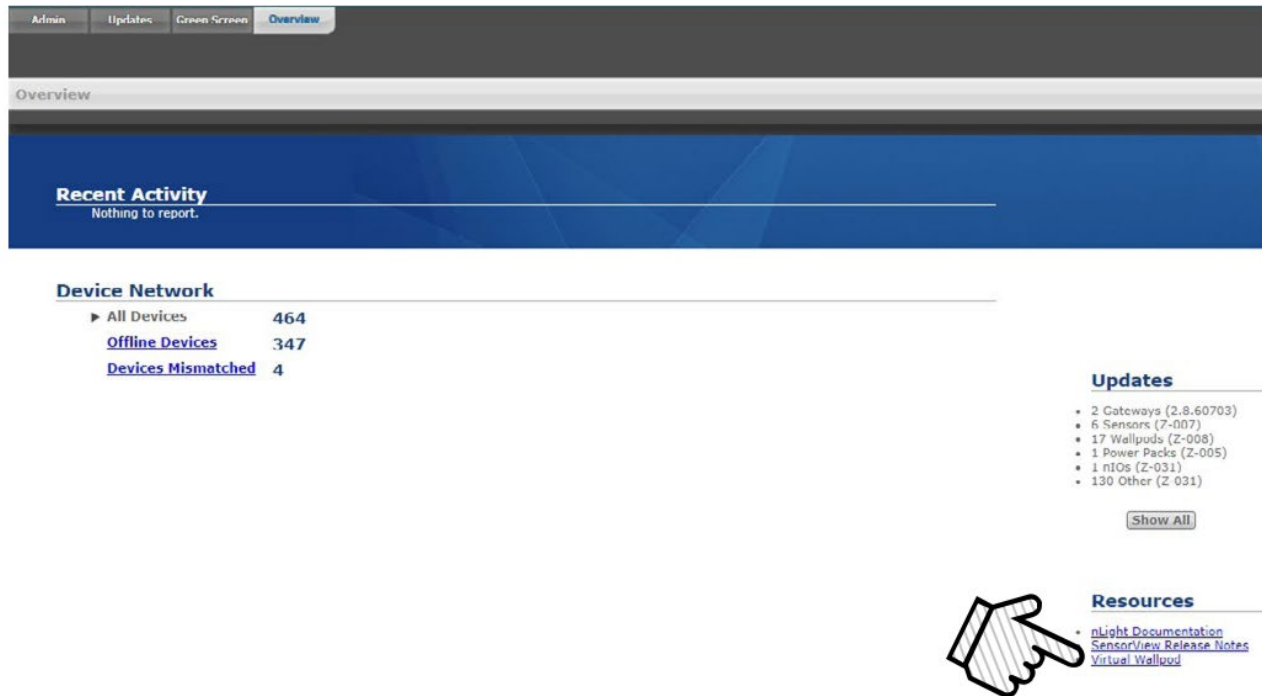 Admin Updates Green Screen Overview
Overview
Recent Activity
Nothing to report.
Device Network
All Devices 464
Offline Devices 347
Devices Mismatched 4
Updates
2 Gateways (2.8.60703)
6 Sensors (Z-007)
17 Wallpods (Z-008)
1 Power Packs (Z-005)
1 nIOs (Z-031)
130 Other (Z-031)
Show All
Resources
nLight Documentation
SensorView Release Notes
Virtual Wallpod